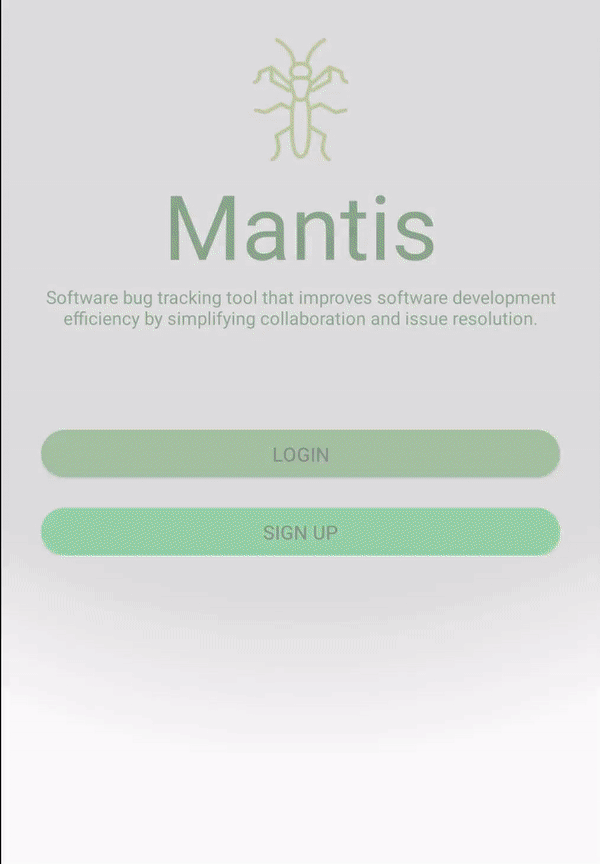 Mantis
Software bug tracking tool that improves software development
efficiency by simplifying collaboration and issue resolution.
LOGIN
SIGN UP